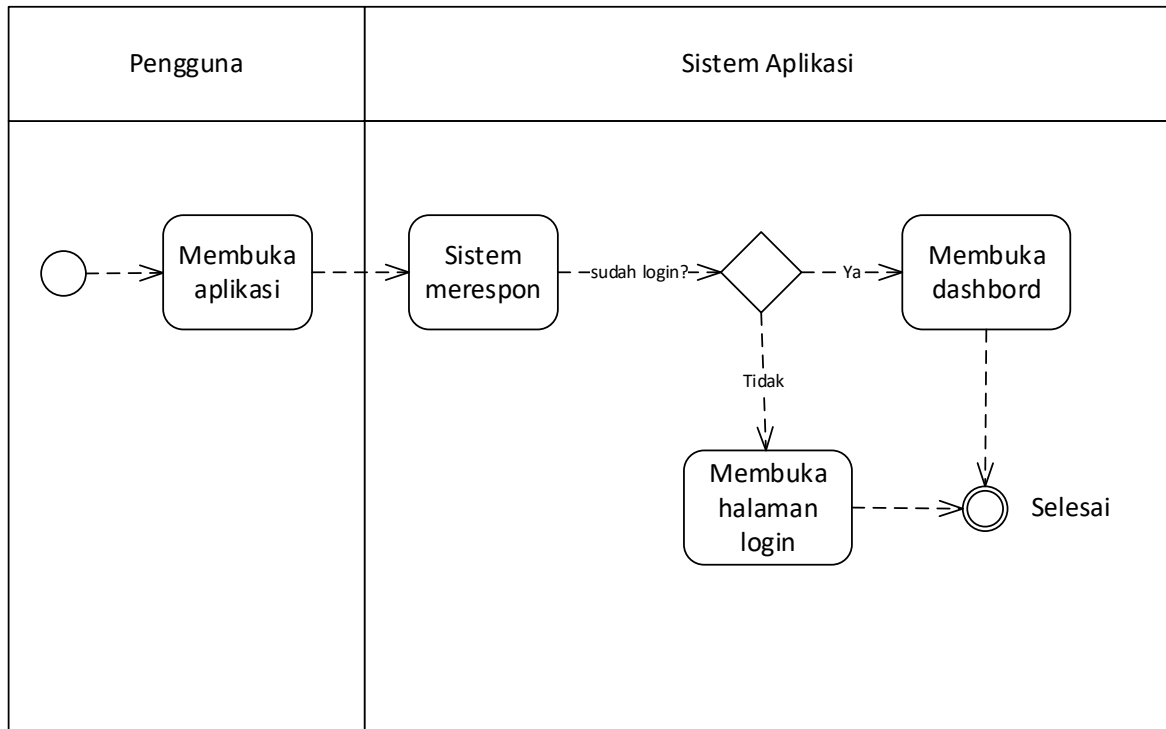 Pengguna
Sistem Aplikasi
Membuka
aplikasi
Sistem
merespon
sudah login?
Ya
Membuka
dashbord
Tidak
Membuka
halaman
login
Selesai